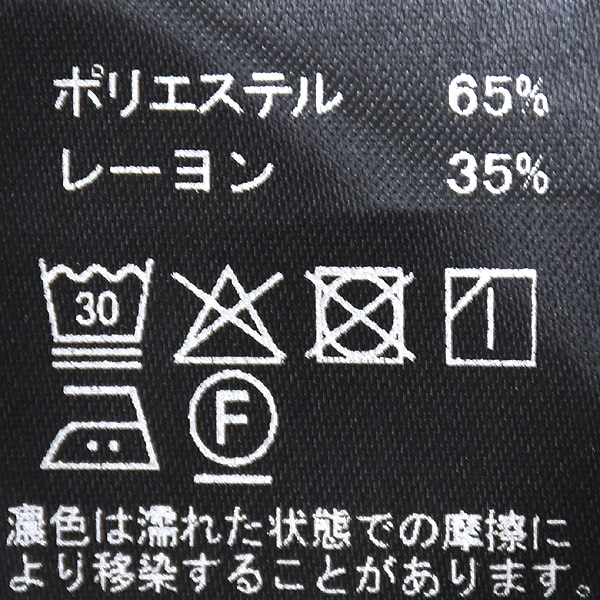 ポリエステル 65%
レーヨン 35%
30
F
濃色は濡れた状態での摩擦に
より移染することがあります。